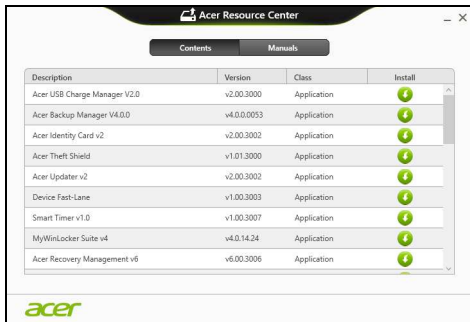 Acer Resource Center
Contents Manuals
Description Version Class Install
Acer USB Charge Manager V2.0 v2.00.3000 Application
Acer Backup Manager V4.0.0 v4.0.0.0053 Application
Acer Identity Card v2 v2.00.3002 Application
Acer Theft Shield v1.01.3000 Application
Acer Updater v2 v2.00.3002 Application
Device Fast-Lane v1.00.3003 Application
Smart Timer v1.0 v1.00.3007 Application
MyWinLocker Suite v4 v4.0.14.24 Application
Acer Recovery Management v6 v6.00.3006 Application
acer